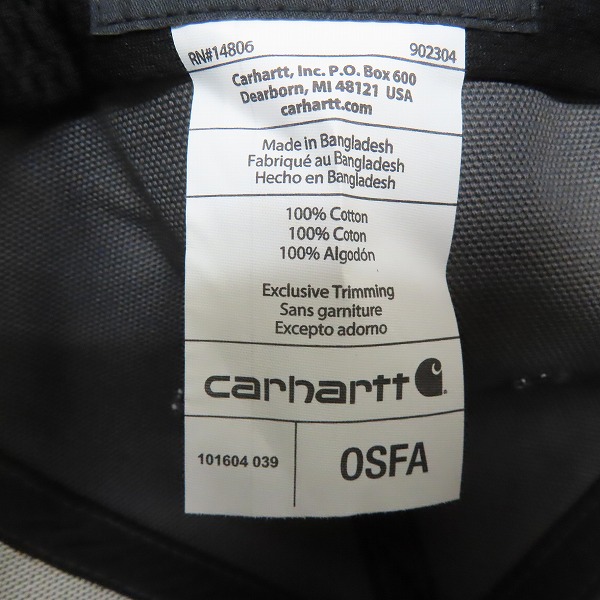 RN#14806 902304
Carhartt, Inc. P.O. Box 600
Dearborn, MI 48121 USA
carhartt.com
Made in Bangladesh
Fabriqué au Bangladesh
Hecho en Bangladesh
100% Cotton
100% Coton
100% Algodón
Exclusive Trimming
Sans garniture
Excepto adorno
carhartt
101604 039 OSFA